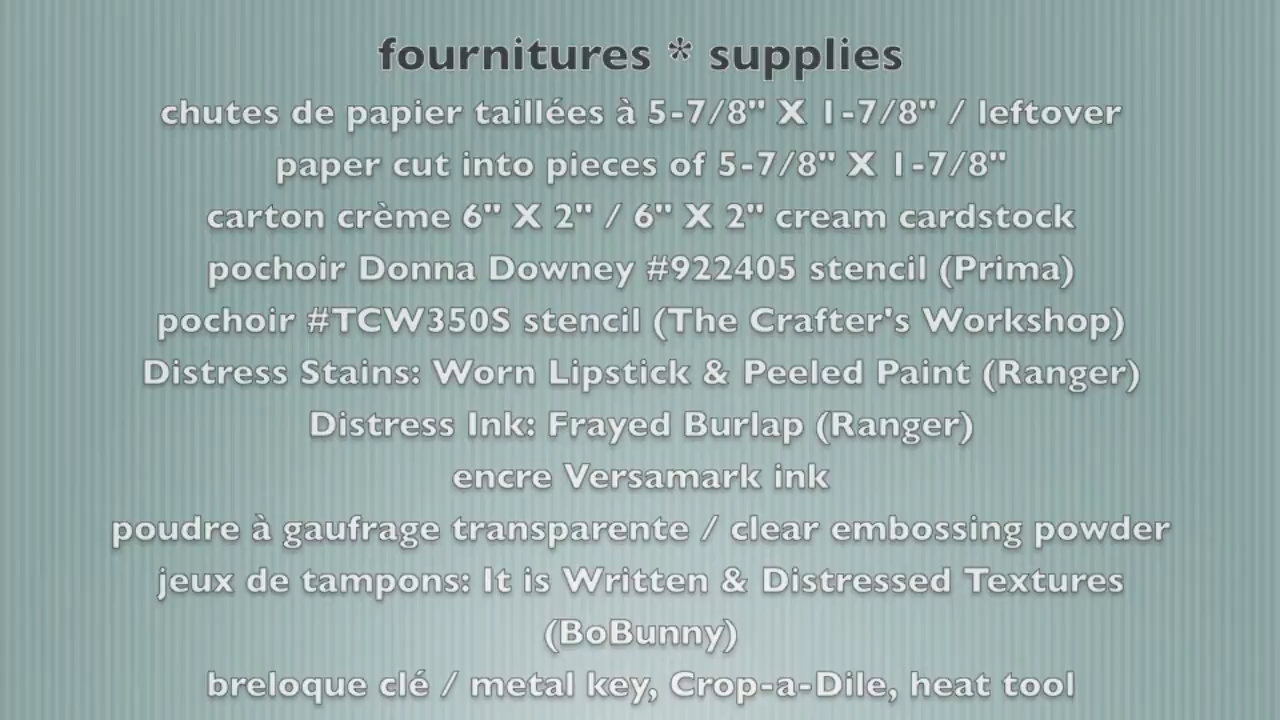 fournitures * supplies
chutes de papier taillées à 5-7/8" X 1-7/8" / leftover
paper cut into pieces of 5-7/8" X 1-7/8"
carton crème 6" X 2" / 6" X 2" cream cardstock
pochoir Donna Downey #922405 stencil (Prima)
pochoir #TCW350S stencil (The Crafter's Workshop)
Distress Stains: Worn Lipstick & Peeled Paint (Ranger)
Distress Ink: Frayed Burlap (Ranger)
encre Versamark ink
poudre à gaufrage transparente / clear embossing powder
jeux de tampons: It is Written & Distressed Textures
(BoBunny)
breloque clé / metal key, Crop-a-Dile, heat tool